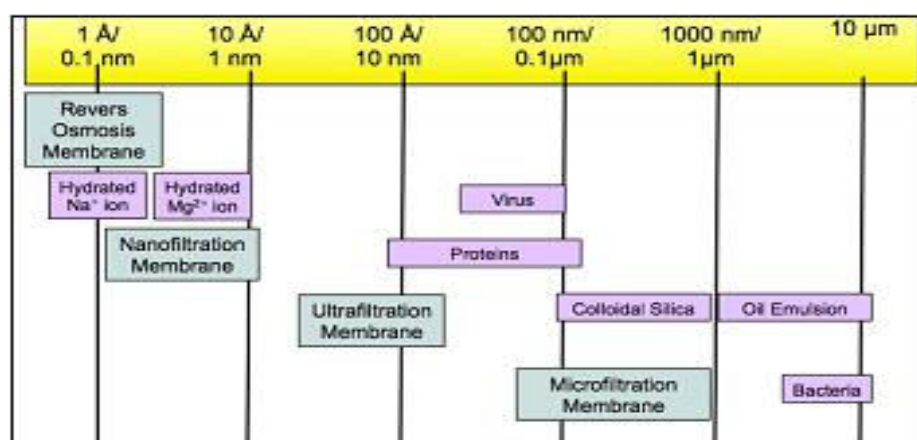 1 Å/
0.1 nm
10 Å/
1 nm
100 Å/
10 nm
100 nm/
0.1µm
1000 nm/
1µm
10 µm
Revers
Osmosis
Membrane
Hydrated
Na⁺ ion
Hydrated
Mg²⁺ ion
Virus
Nanofiltration
Membrane
Proteins
Ultrafiltration
Membrane
Colloidal Silica
Oil Emulsion
Microfiltration
Membrane
Bacteria